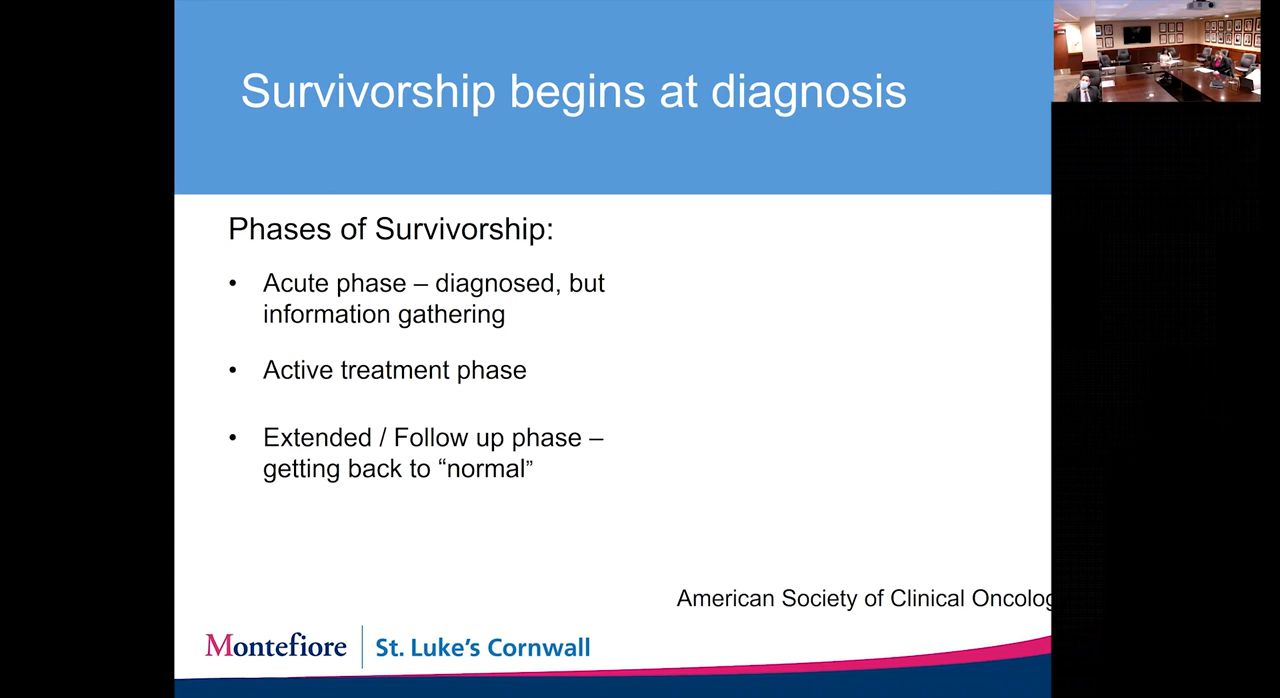 Survivorship begins at diagnosis
Phases of Survivorship:
• Acute phase – diagnosed, but
information gathering
• Active treatment phase
• Extended / Follow up phase –
getting back to “normal”
American Society of Clinical Oncolog
Montefiore | St. Luke's Cornwall